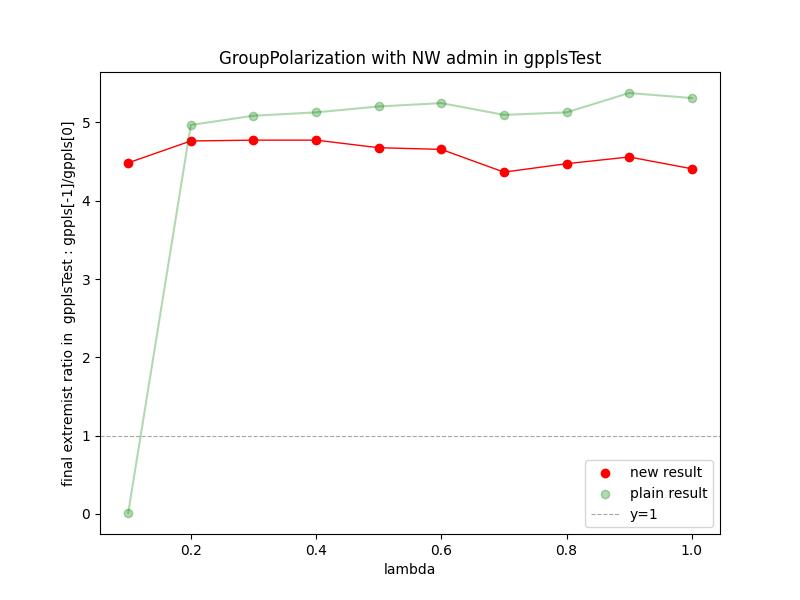 GroupPolarization with NW admin in gpplsTest
final extremist ratio in  gpplsTest : gppls[-1]/gppls[0]
5
4
3
2
1
0
new result
plain result
y=1
0.2 0.4 0.6 0.8 1.0
lambda